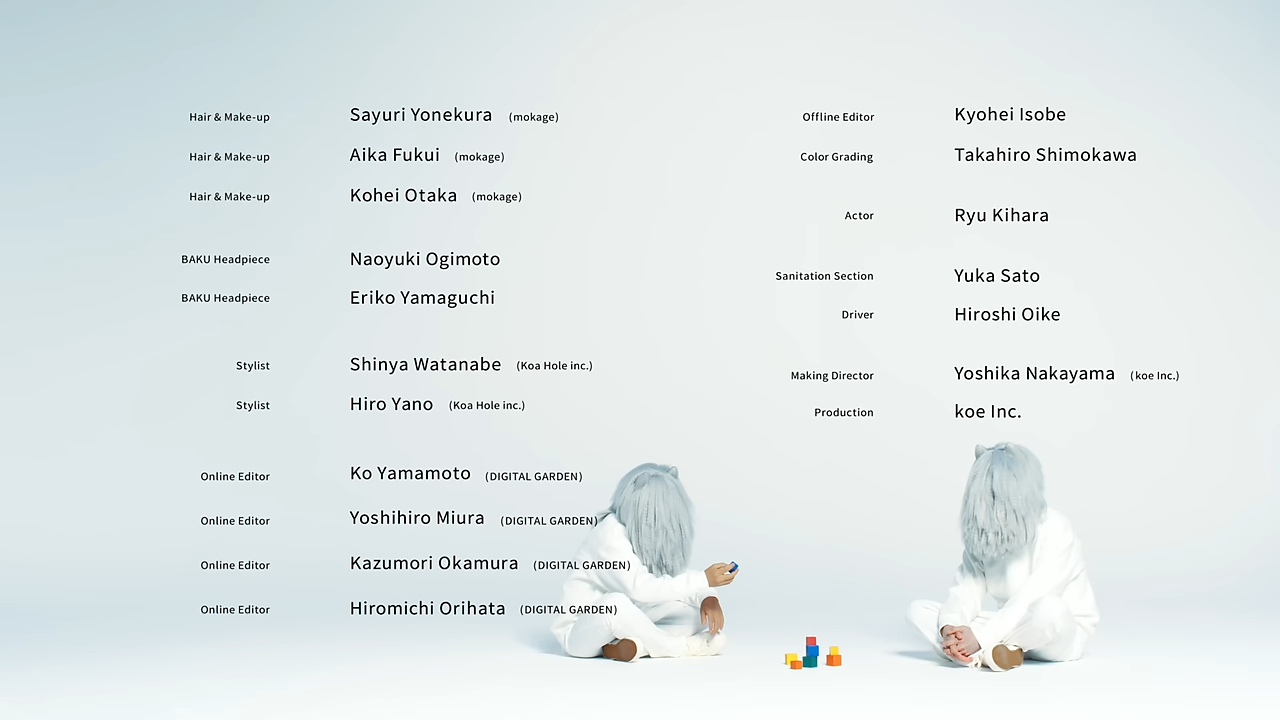 Hair & Make-up Sayuri Yonekura (mokage)
Hair & Make-up Aika Fukui (mokage)
Hair & Make-up Kohei Otaka (mokage)
BAKU Headpiece Naoyuki Ogimoto
BAKU Headpiece Eriko Yamaguchi
Stylist Shinya Watanabe (Koa Hole inc.)
Stylist Hiro Yano (Koa Hole inc.)
Online Editor Ko Yamamoto (DIGITAL GARDEN)
Online Editor Yoshihiro Miura (DIGITAL GARDEN)
Online Editor Kazumori Okamura (DIGITAL GARDEN)
Online Editor Hiromichi Orihata (DIGITAL GARDEN)
Offline Editor Kyohei Isobe
Color Grading Takahiro Shimokawa
Actor Ryu Kihara
Sanitation Section Yuka Sato
Driver Hiroshi Oike
Making Director Yoshika Nakayama (koe Inc.)
Production koe Inc.